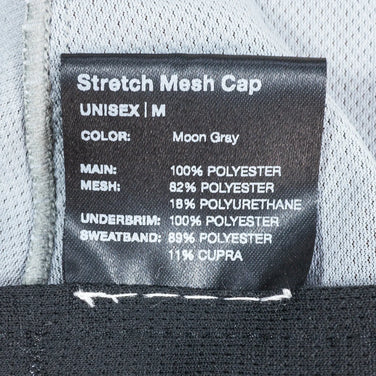 Stretch Mesh Cap
UNISEX | M
COLOR: Moon Gray
MAIN: 100% POLYESTER
MESH: 82% POLYESTER
18% POLYURETHANE
UNDERBRIM: 100% POLYESTER
SWEATBAND: 89% POLYESTER
11% CUPRA